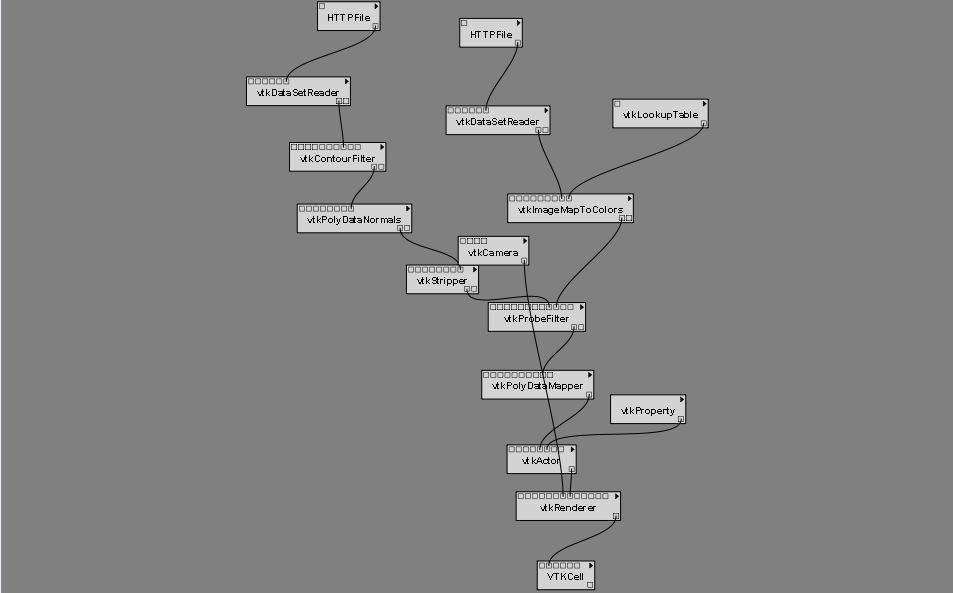 HTTPFile
HTTPFile
vtkDataSetReader
vtkDataSetReader
vtkLookupTable
vtkContourFilter
vtkPolyDataNormals
vtkImageMapToColors
vtkCamera
vtkStripper
vtkProbeFilter
vtkPolyDataMapper
vtkProperty
vtkActor
vtkRenderer
VTKCell